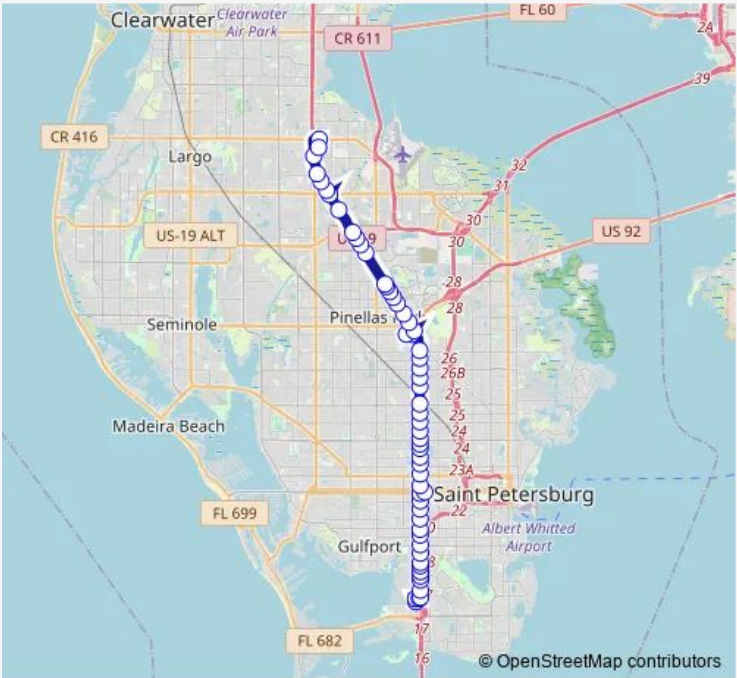 Clearwater
Clearwater
Air Park
FL 60
CR 611
2A
39
CR 416
Largo
32
31
30
30
US-19 ALT
US 92
28
28
Seminole
Pinellas
26
26B
25
25
24
24
23A
Madeira Beach
Saint Petersburg
22
FL 699
Albert Whitted
Airport
Gulfport
17
FL 682
16
© OpenStreetMap contributors